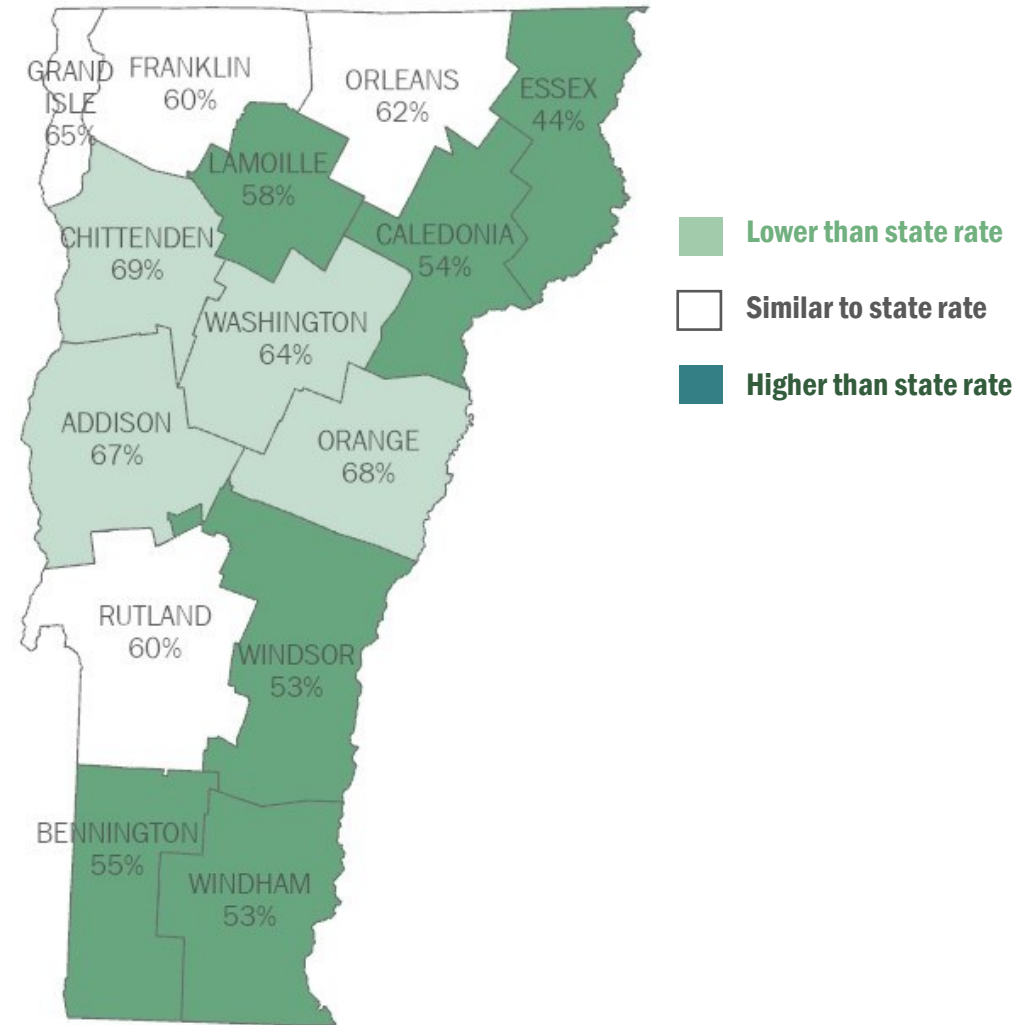 GRAND
ISLE
65%
FRANKLIN
60%
ORLEANS
62%
ESSEX
44%
LAMOILLE
58%
CHITTENDEN
69%
CALEDONIA
54%
WASHINGTON
64%
ADDISON
67%
ORANGE
68%
RUTLAND
60%
WINDSOR
53%
BENNINGTON
55%
WINDHAM
53%
Lower than state rate
Similar to state rate
Higher than state rate